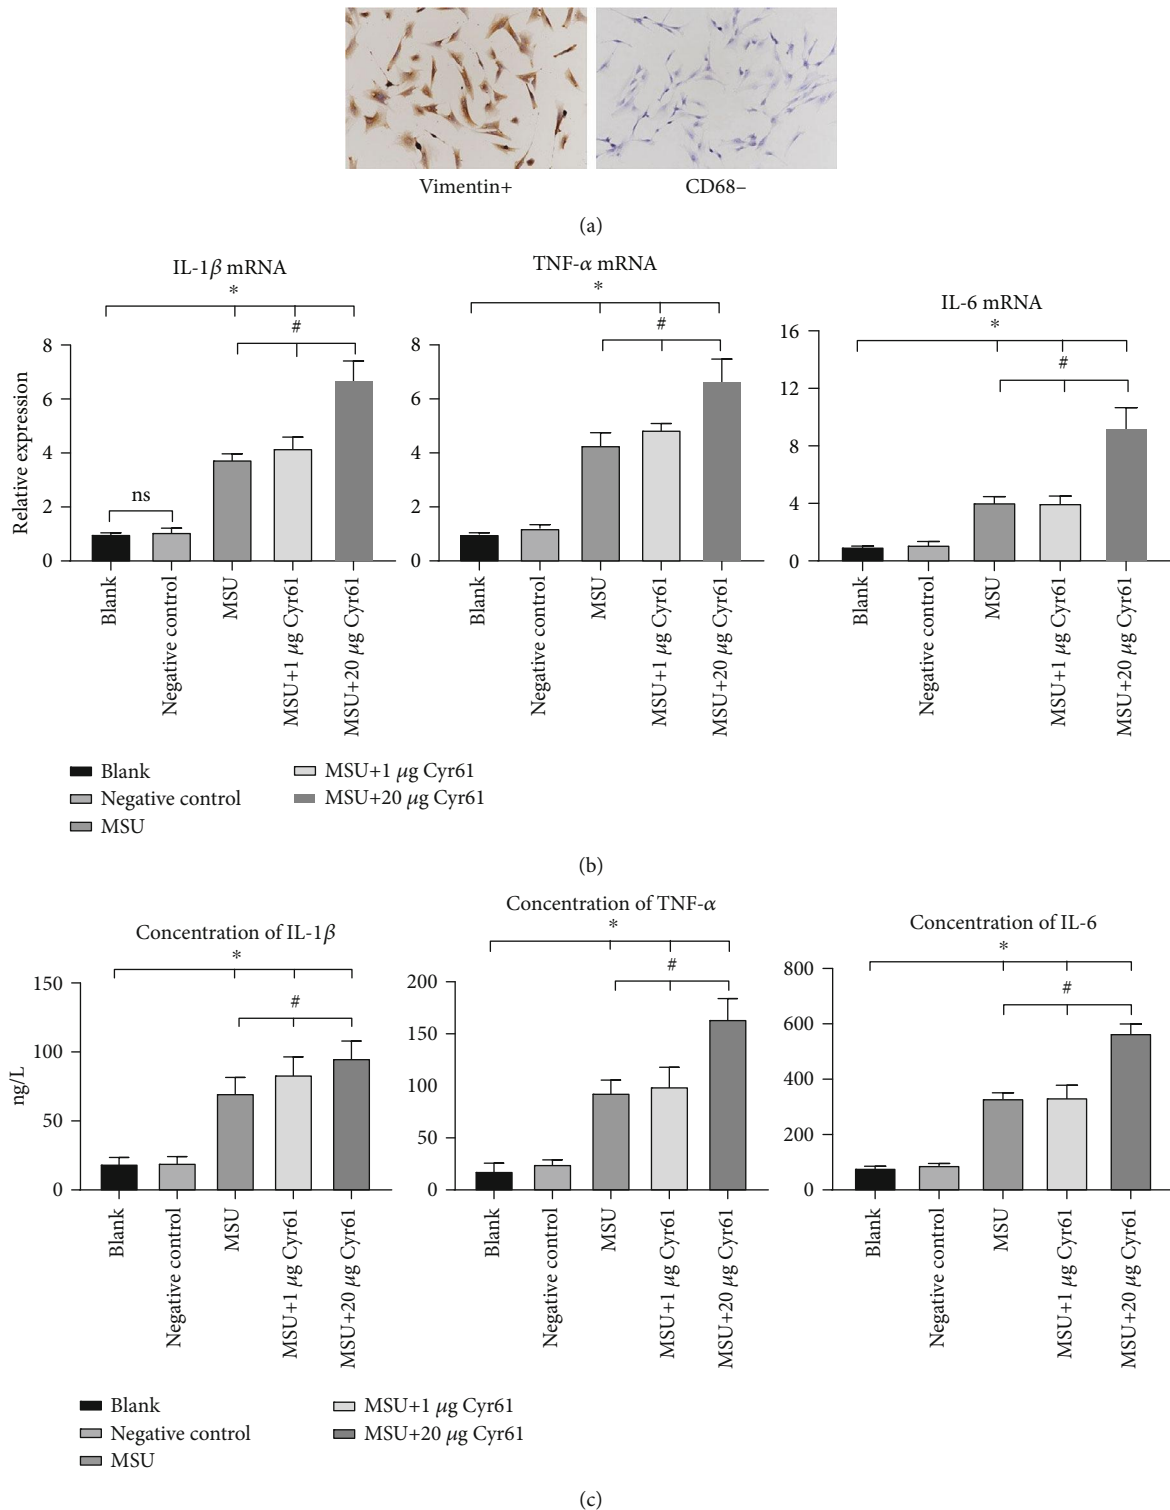 Vimentin+
CD68–
(a)
IL-1β mRNA
*
#
8
6
4
2
0
Relative expression
ns
Blank
Negative control
MSU
MSU+1 µg Cyr61
MSU+20 µg Cyr61
TNF-α mRNA
*
#
8
6
4
2
0
Blank
Negative control
MSU
MSU+1 µg Cyr61
MSU+20 µg Cyr61
IL-6 mRNA
*
#
16
12
8
4
0
Blank
Negative control
MSU
MSU+1 µg Cyr61
MSU+20 µg Cyr61
Blank
Negative control
MSU
MSU+1 µg Cyr61
MSU+20 µg Cyr61
(b)
Concentration of IL-1β
*
#
150
100
50
0
ng/L
Blank
Negative control
MSU
MSU+1 µg Cyr61
MSU+20 µg Cyr61
Concentration of TNF-α
*
#
200
150
100
50
0
Blank
Negative control
MSU
MSU+1 µg Cyr61
MSU+20 µg Cyr61
Concentration of IL-6
*
#
800
600
400
200
0
Blank
Negative control
MSU
MSU+1 µg Cyr61
MSU+20 µg Cyr61
Blank
Negative control
MSU
MSU+1 µg Cyr61
MSU+20 µg Cyr61
(c)